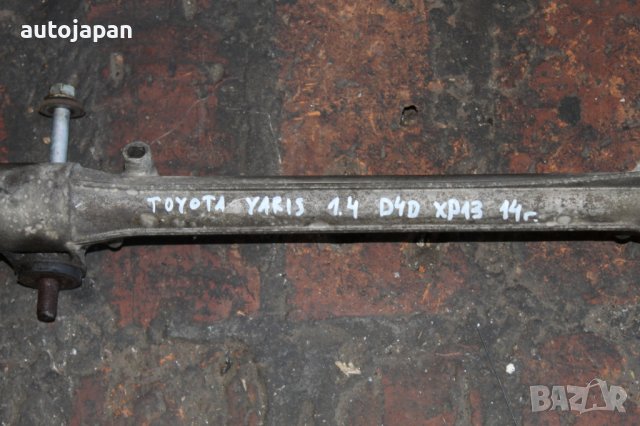 autojapan
TOYOTA YARIS 1.4 D4D XP13 14г.
BAZAR